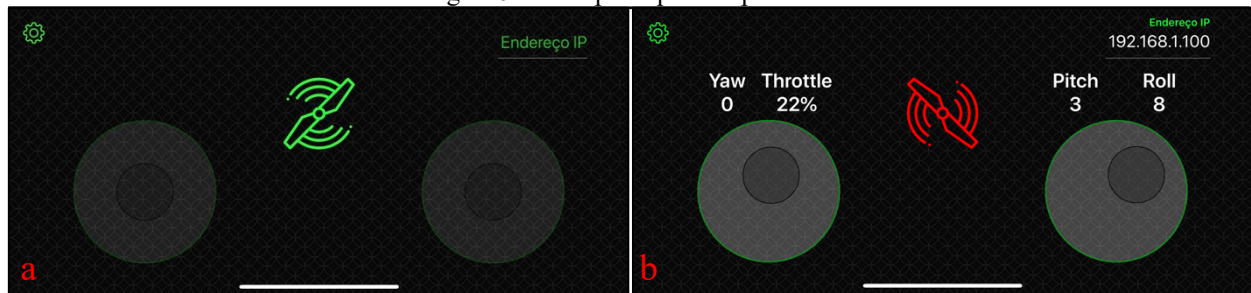 Endereço IP
a
Endereço IP
192.168.1.100
Yaw Throttle
0 22%
Pitch Roll
3 8
b